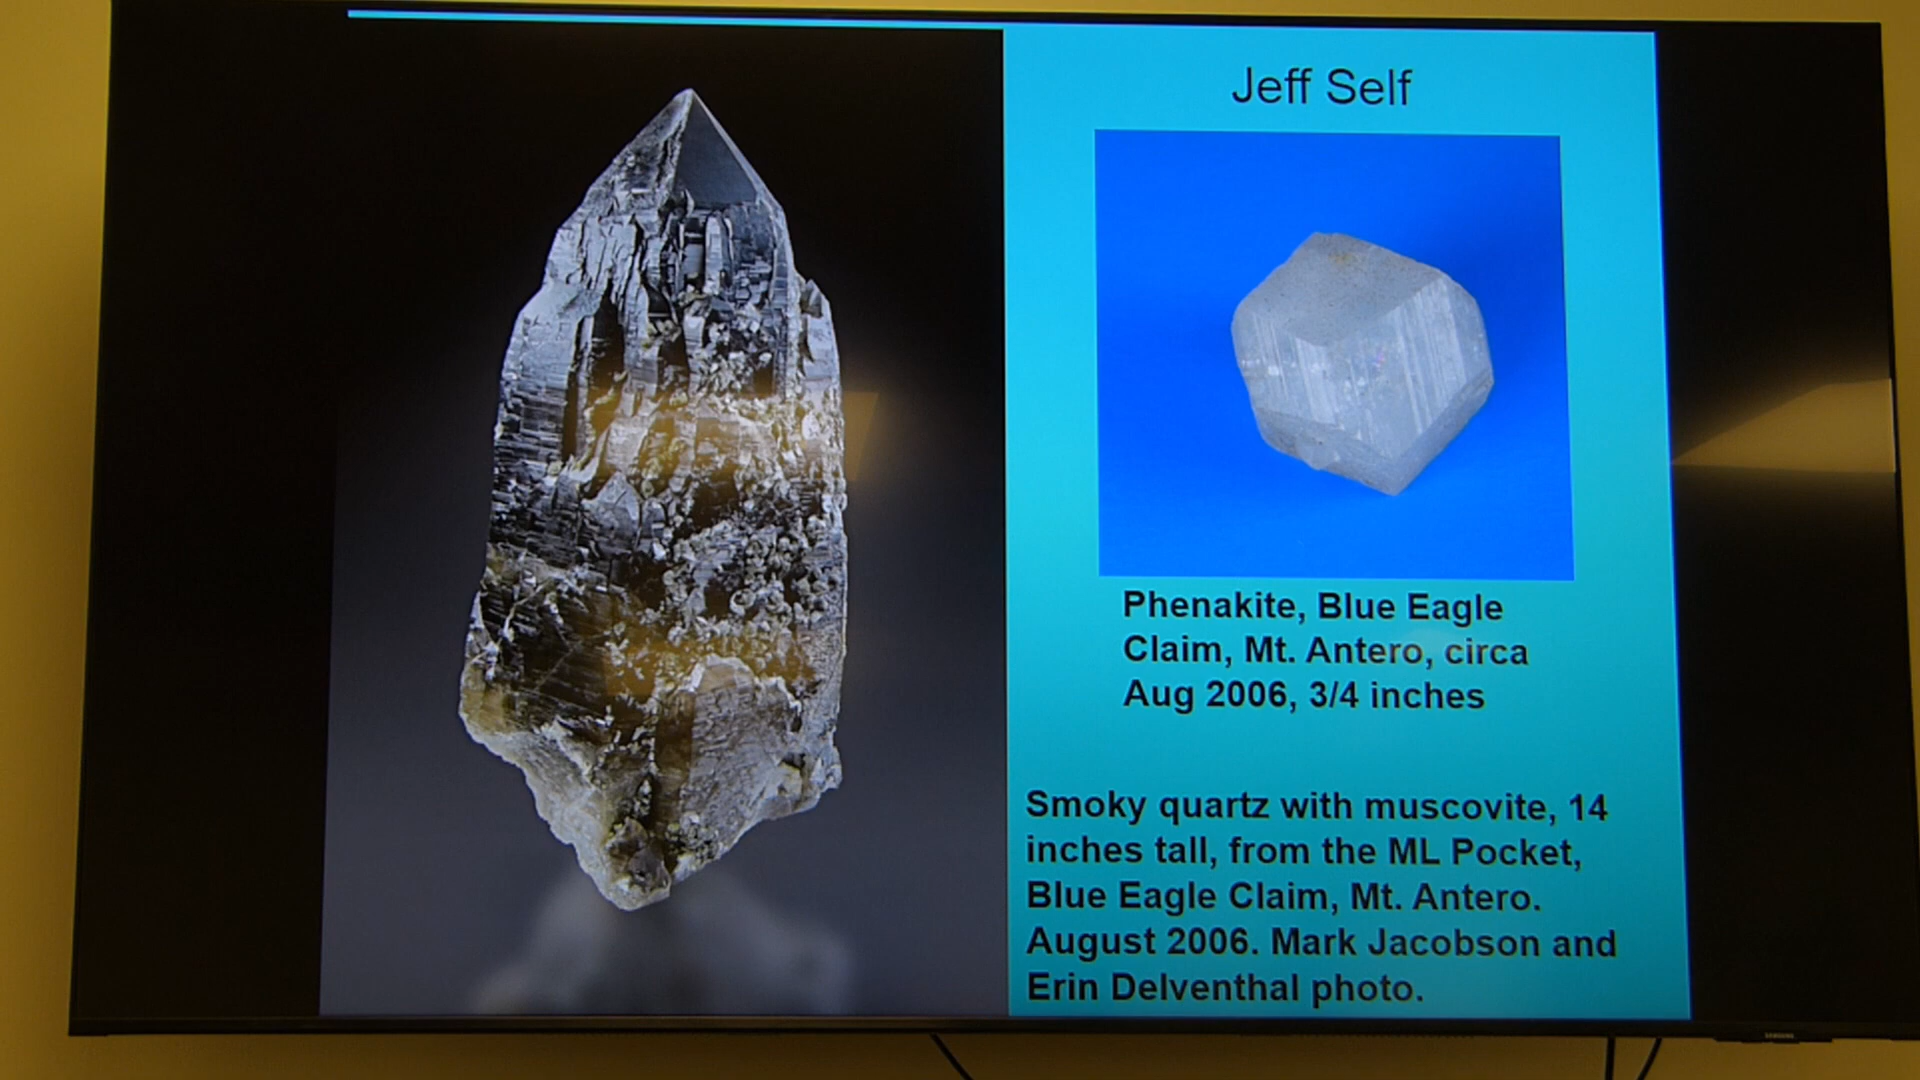 Jeff Self
Phenakite, Blue Eagle
Claim, Mt. Antero, circa
Aug 2006, 3/4 inches
Smoky quartz with muscovite, 14
inches tall, from the ML Pocket,
Blue Eagle Claim, Mt. Antero.
August 2006. Mark Jacobson and
Erin Delventhal photo.
SAMSUNG